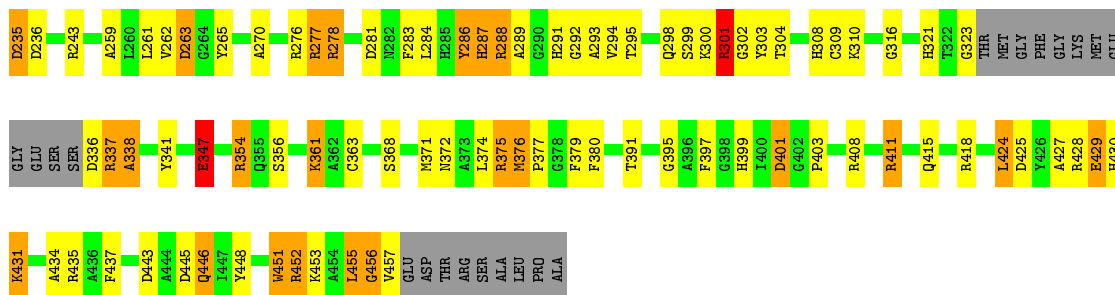 D235 D236 R243 A259 L260 L261 V262 D263 G264 Y265 A270 R276 R277 R278 D281 N282 F283 L284 H285 Y286 H287 R288 A289 G290 H291 G292 A293 V294 T295 Q298 S299 K300 R301 G302 Y303 T304 H308 C309 K310 G316 H321 T322 G323 THR MET GLY PHE GLY LYS MET GLU
GLY GLU SER SER D336 R337 A338 Y341 E347 R354 Q355 S356 K361 A362 C363 S368 M371 N372 A373 L374 R375 M376 P377 G378 F379 F380 T391 G395 A396 F397 G398 H399 I400 D401 G402 P403 R408 R411 Q415 R418 L424 D425 Y426 A427 R428 E429 H430
K431 A434 R435 A436 F437 D443 A444 D445 Q446 I447 Y448 W451 R452 K453 A454 L455 G456 V457 GLU ASP THR ARG SER ALA LEU PRO ALA